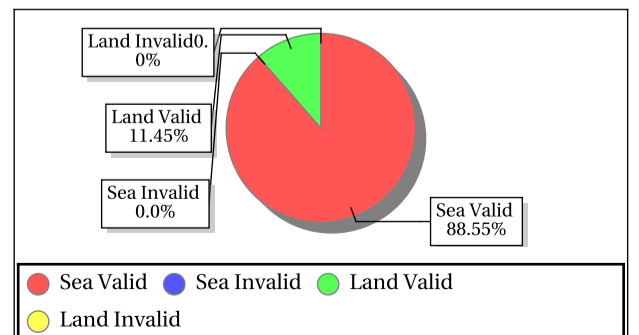 Land Invalid0.
0%
Land Valid
11.45%
Sea Invalid
0.0%
Sea Valid
88.55%
Sea Valid Sea Invalid Land Valid
Land Invalid